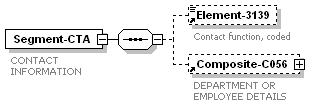 Element-3139
Contact function, coded
Segment-CTA
CONTACT
INFORMATION
Composite-C056
DEPARTMENT OR
EMPLOYEE DETAILS